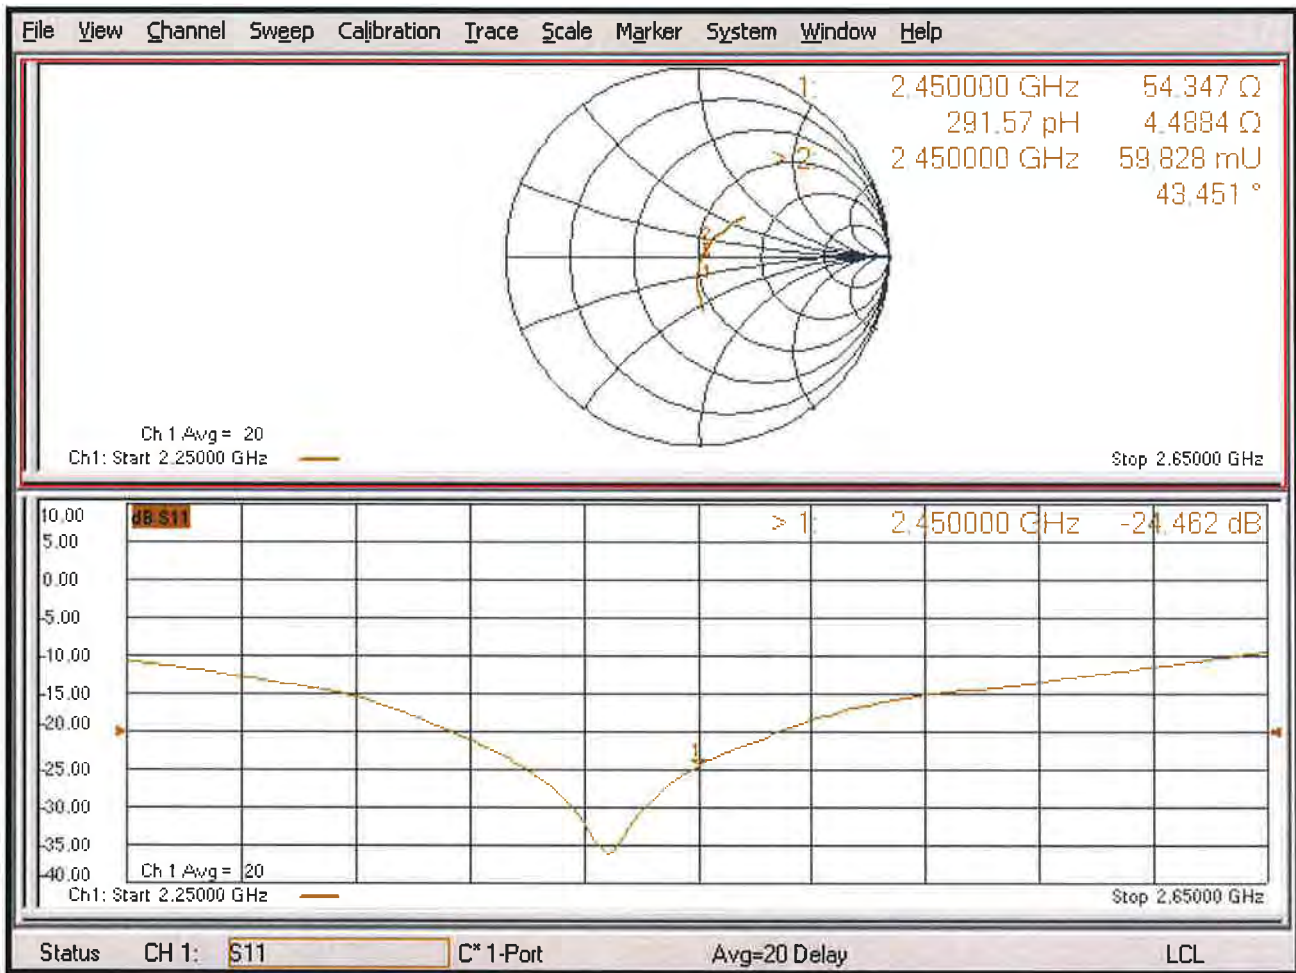 File View Channel Sweep Calibration Trace Scale Marker System Window Help
1: 2.450000 GHz 54.347 Ω
291.57 pH 4.4884 Ω
> 2: 2.450000 GHz 59.828 mU
43.451 °
2
1
Ch 1 Avg = 20
Ch1: Start 2.25000 GHz Stop 2.65000 GHz
10.00 dB S11 > 1: 2.450000 GHz -24.462 dB
5.00
0.00
-5.00
-10.00
-15.00
-20.00
1
-25.00
-30.00
-35.00
-40.00 Ch 1 Avg = 20
Ch1: Start 2.25000 GHz Stop 2.65000 GHz
Status CH 1: S11 C* 1-Port Avg=20 Delay LCL